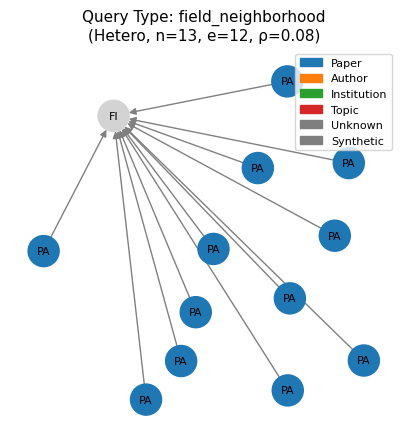 Query Type: field_neighborhood
(Hetero, n=13, e=12, ρ=0.08)
PA
Paper
Author
Institution
Topic
Unknown
Synthetic
FI
PA
PA
PA
PA
PA
PA
PA
PA
PA
PA
PA